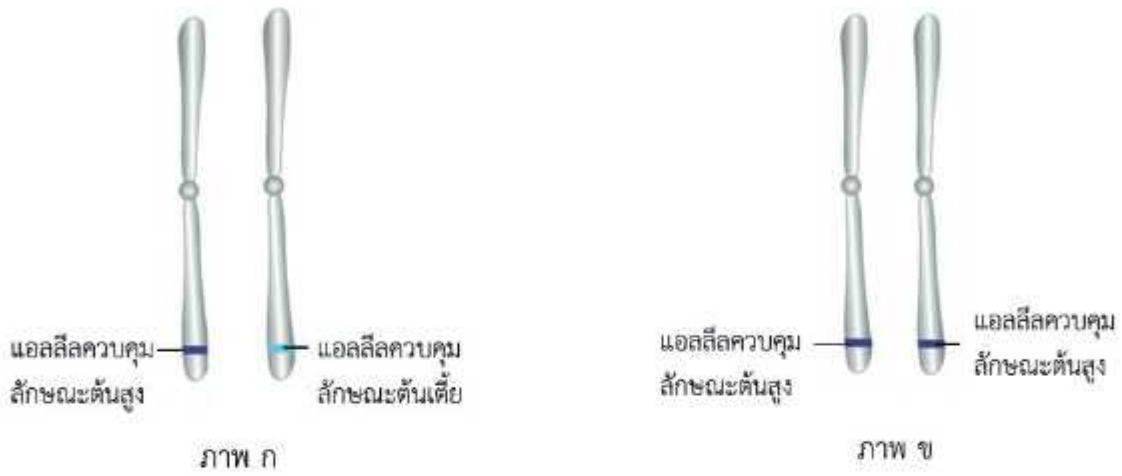 แอลลีลควบคุม
ลักษณะต้นสูง
แอลลีลควบคุม
ลักษณะต้นเตี้ย
ภาพ ก
แอลลีลควบคุม
ลักษณะต้นสูง
แอลลีลควบคุม
ลักษณะต้นสูง
ภาพ ข